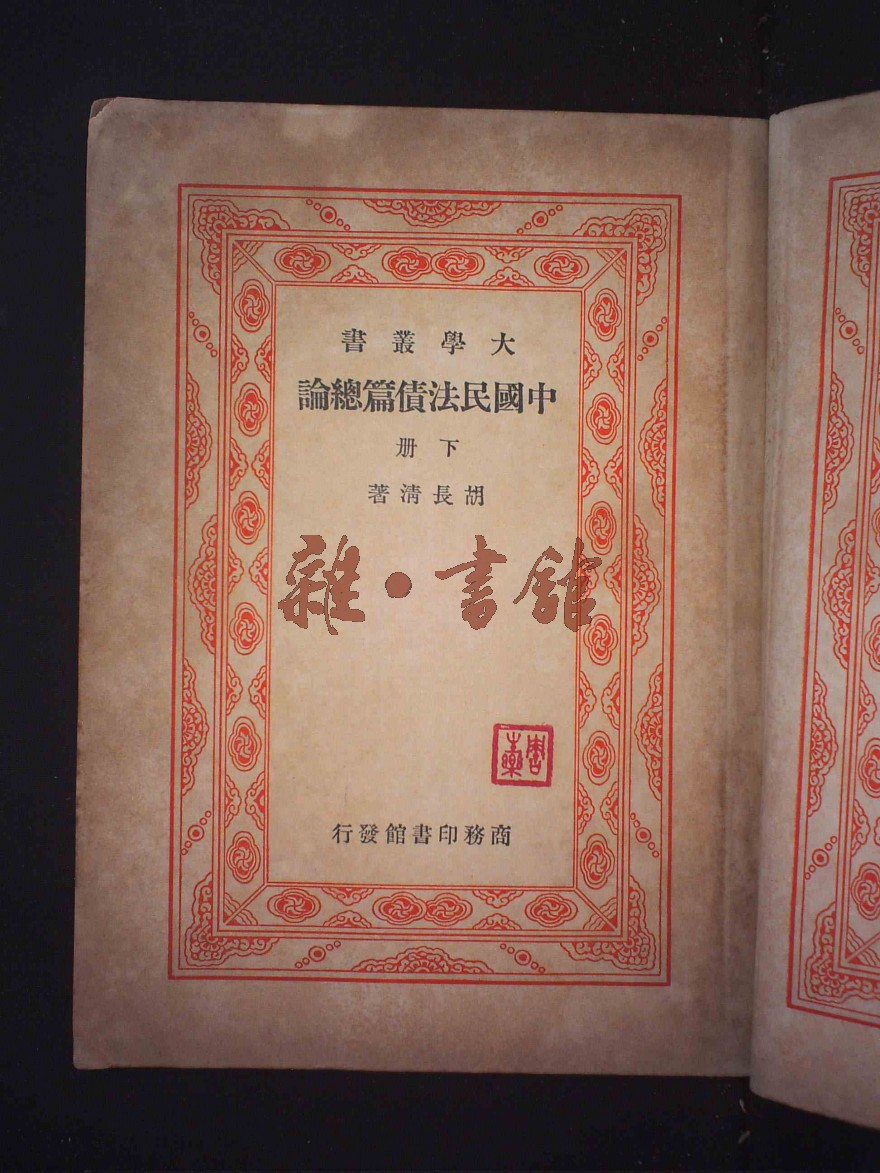 大學叢書
中國民法債篇總論
下册
胡長清著
雜·書館
商務印書館發行